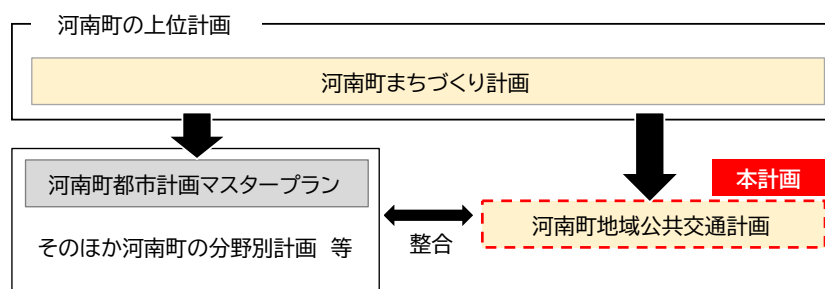 河南町の上位計画
河南町まちづくり計画
本計画
河南町都市計画マスタープラン
河南町地域公共交通計画
そのほか河南町の分野別計画 等
整合